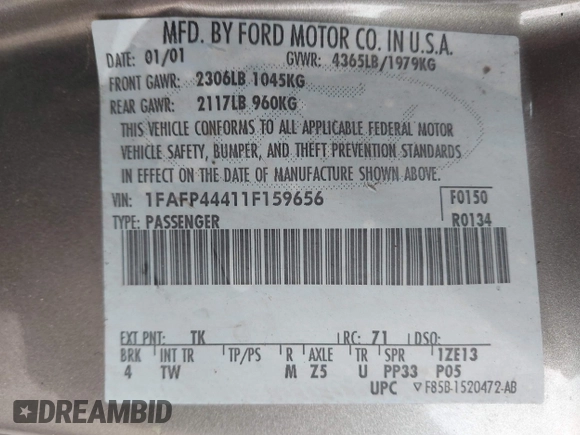 MFD. BY FORD MOTOR CO. IN U.S.A.
DATE: 01/01 GVWR: 4365LB/1979KG
FRONT GAWR: 2306LB 1045KG
REAR GAWR: 2117LB 960KG
THIS VEHICLE CONFORMS TO ALL APPLICABLE FEDERAL MOTOR
VEHICLE SAFETY, BUMPER, AND THEFT PREVENTION STANDARDS
IN EFFECT ON THE DATE OF MANUFACTURE SHOWN ABOVE.
VIN: 1FAFP44411F159656 F0150
TYPE: PASSENGER R0134
EXT PNT: TK RC: 71 DSO:
BRK INT TR TP/PS R AXLE TR SPR 1ZE13
4 TW M Z5 U PP33 P05
UPC ▽F85B-1520472-AB
DREAMBID